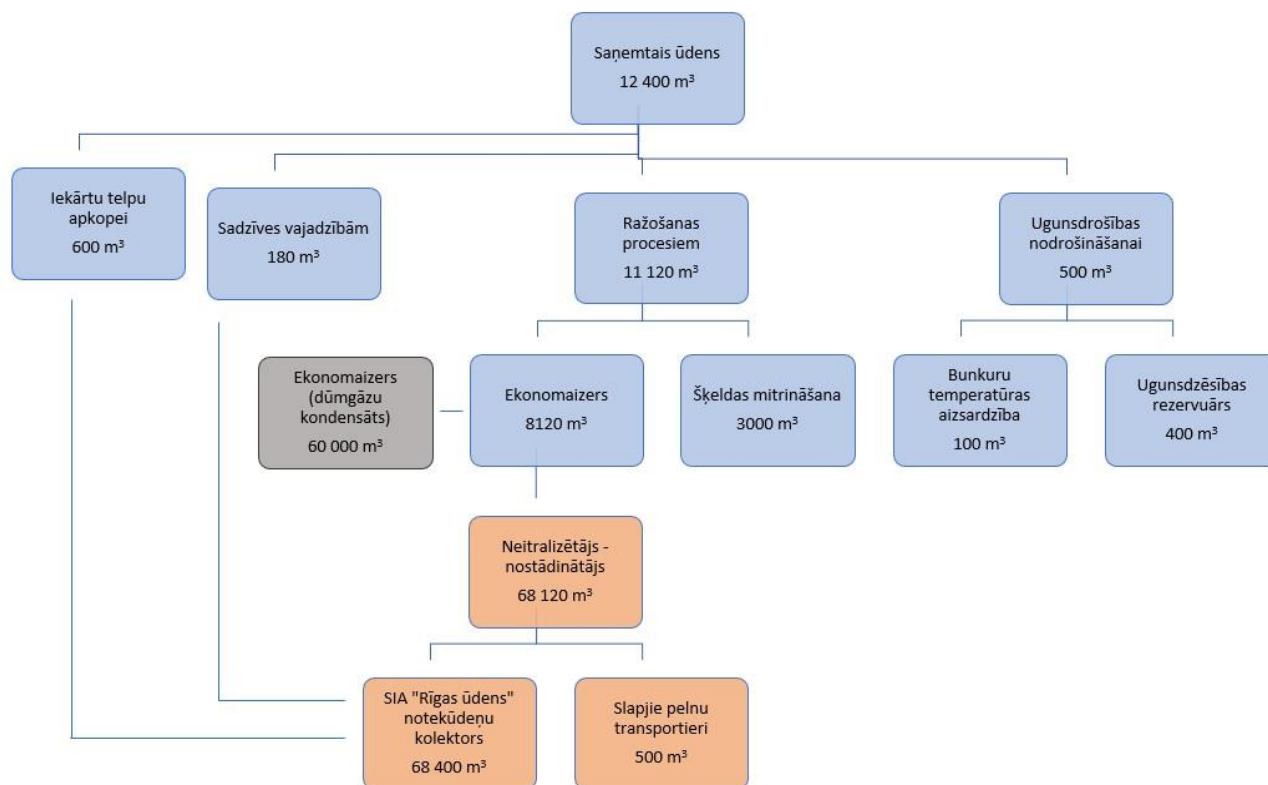 Saņemtais ūdens
12 400 m³
Iekārtu telpu
apkopei
600 m³
Sadzīves vajadzībām
180 m³
Ražošanas
procesiem
11 120 m³
Ugunsdrošības
nodrošināšanai
500 m³
Ekonomaizers
(dūmgāzu
kondensāts)
60 000 m³
Ekonomaizers
8120 m³
Šķeldas mitrināšana
3000 m³
Bunkuru
temperatūras
aizsardzība
100 m³
Ugunsdzēsības
rezervuārs
400 m³
Neitralizētājs -
nostādinātājs
68 120 m³
SIA "Rīgas ūdens"
notekūdeņu
kolektors
68 400 m³
Slapjie pelnu
transportieri
500 m³